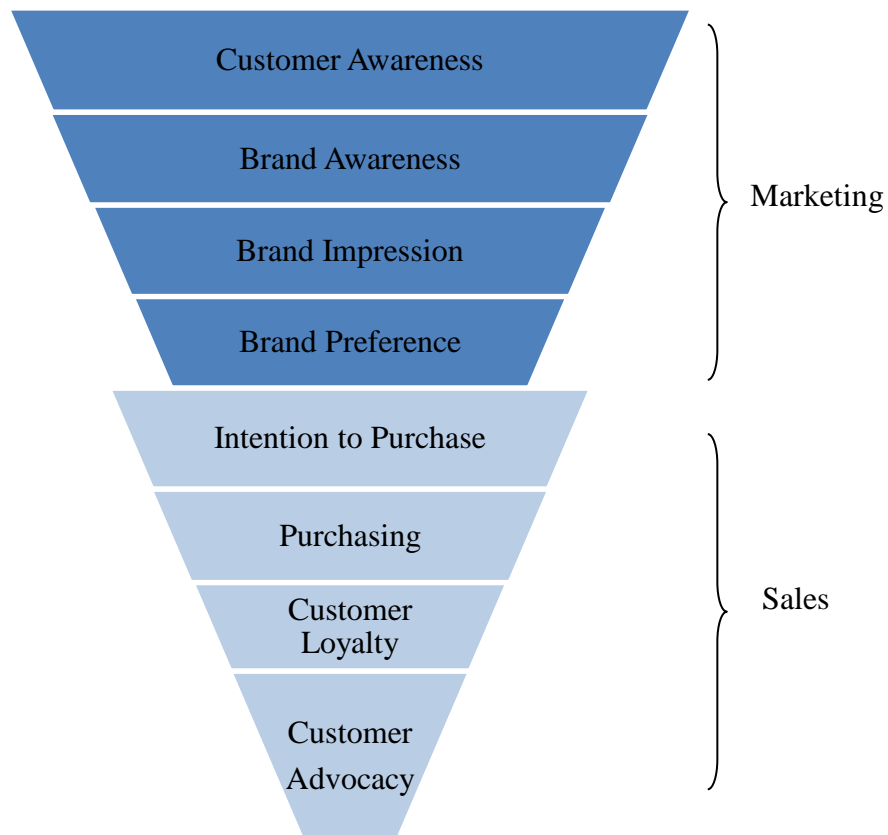 Customer Awareness
Brand Awareness
Marketing
Brand Impression
Brand Preference
Intention to Purchase
Purchasing
Sales
Customer
Loyalty
Customer
Advocacy